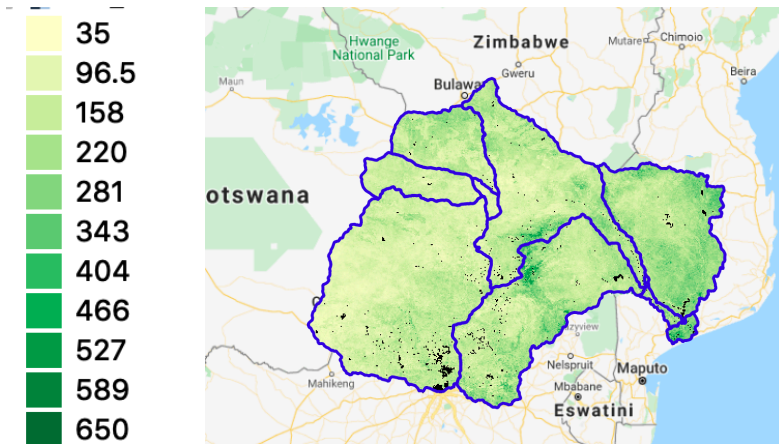 35
96.5
158
220
281
343
404
466
527
589
650
Hwange
National Park
Zimbabwe
Mutare
Chimoio
Maun
Gweru
Beira
Bulaw
otswana
Mahikeng
Nelspruit
Maputo
Mbabane
Eswatini